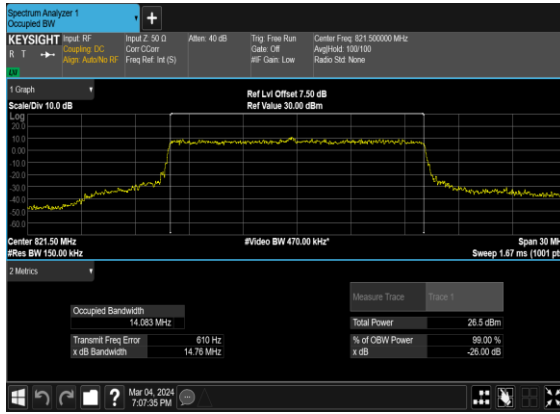 Spectrum Analyzer 1
Occupied BW
+
KEYSIGHT
R T
LXI
Input: RF
Coupling: DC
Align: Auto/No RF
Input Z: 50 Ω
Corr CCorr
Freq Ref: Int (S)
Atten: 40 dB
Trig: Free Run
Gate: Off
#IF Gain: Low
Center Freq: 821.500000 MHz
Avg|Hold: 100/100
Radio Std: None
1 Graph
Scale/Div 10.0 dB
Ref Lvl Offset 7.50 dB
Ref Value 30.00 dBm
Log
20.0
10.0
0.00
-10.0
-20.0
-30.0
-40.0
-50.0
-60.0
Center 821.50 MHz
#Res BW 150.00 kHz
#Video BW 470.00 kHz*
Span 30 MH
Sweep 1.67 ms (1001 pt
2 Metrics
Measure Trace
Trace 1
Occupied Bandwidth
14.083 MHz
Total Power
26.5 dBm
Transmit Freq Error
610 Hz
% of OBW Power
99.00 %
x dB Bandwidth
14.76 MHz
x dB
-26.00 dB
?
Mar 04, 2024
7:07:35 PM